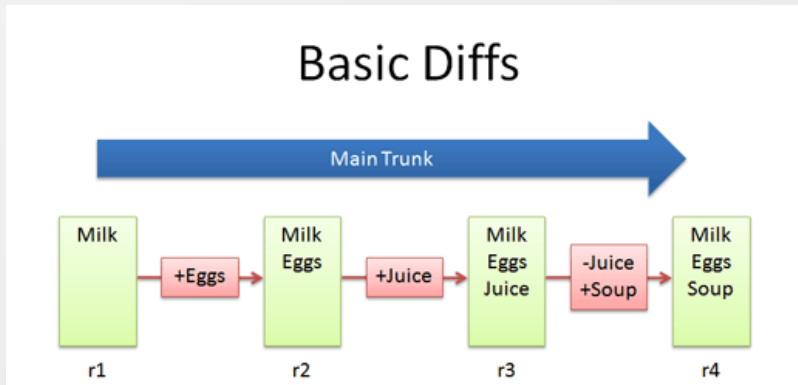 Basic Diffs
Main Trunk
Milk
+Eggs
Milk
Eggs
+Juice
Milk
Eggs
Juice
-Juice
+Soup
Milk
Eggs
Soup
r1
r2
r3
r4